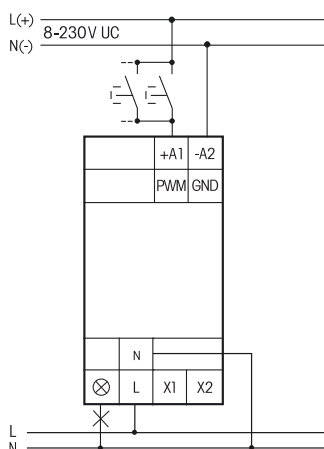 L(+)
8-230V UC
N(-)
+A1 -A2
PWM GND
N
L X1 X2
L
N